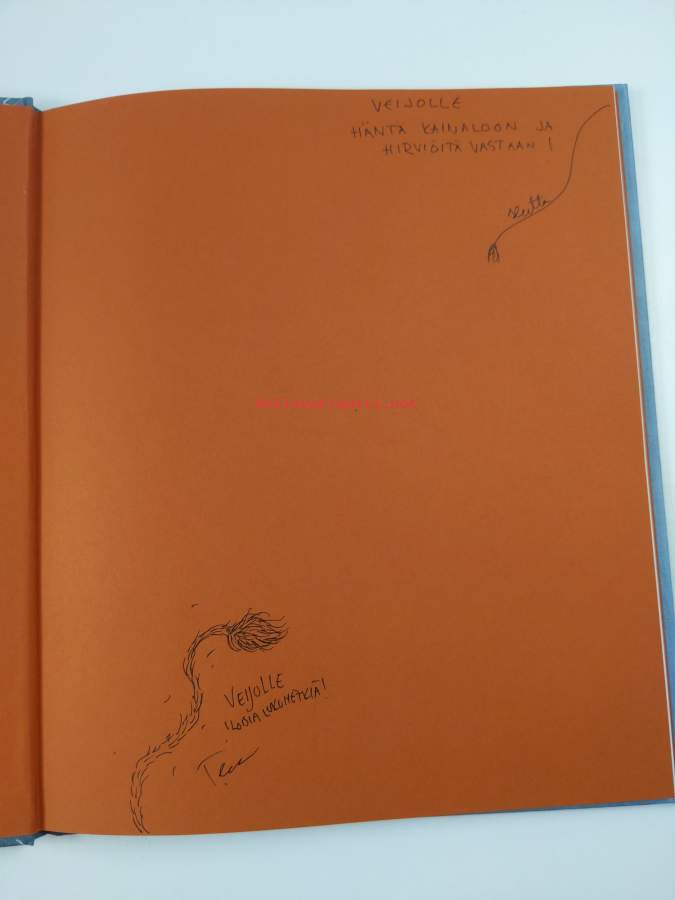 VEIJOLLE
HÄNTÄ KAINALOON JA
HIRVIÖITÄ VASTAAN!
VEIJOLLE
ILOISIA LUKUHETKIÄ!